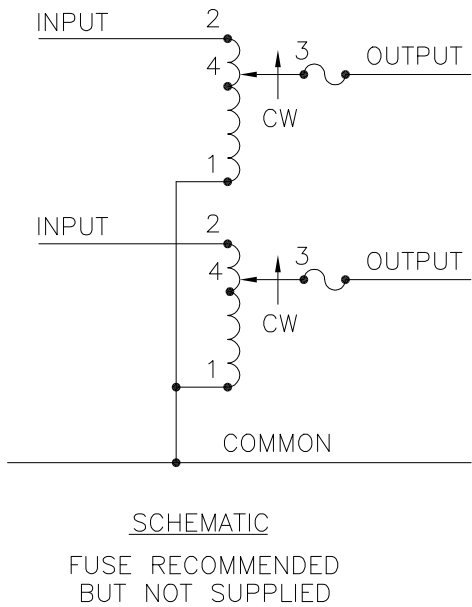 2
INPUT
3
OUTPUT
4
CW
1
INPUT
2
3
OUTPUT
4
CW
1
COMMON
SCHEMATIC
FUSE RECOMMENDED
BUT NOT SUPPLIED